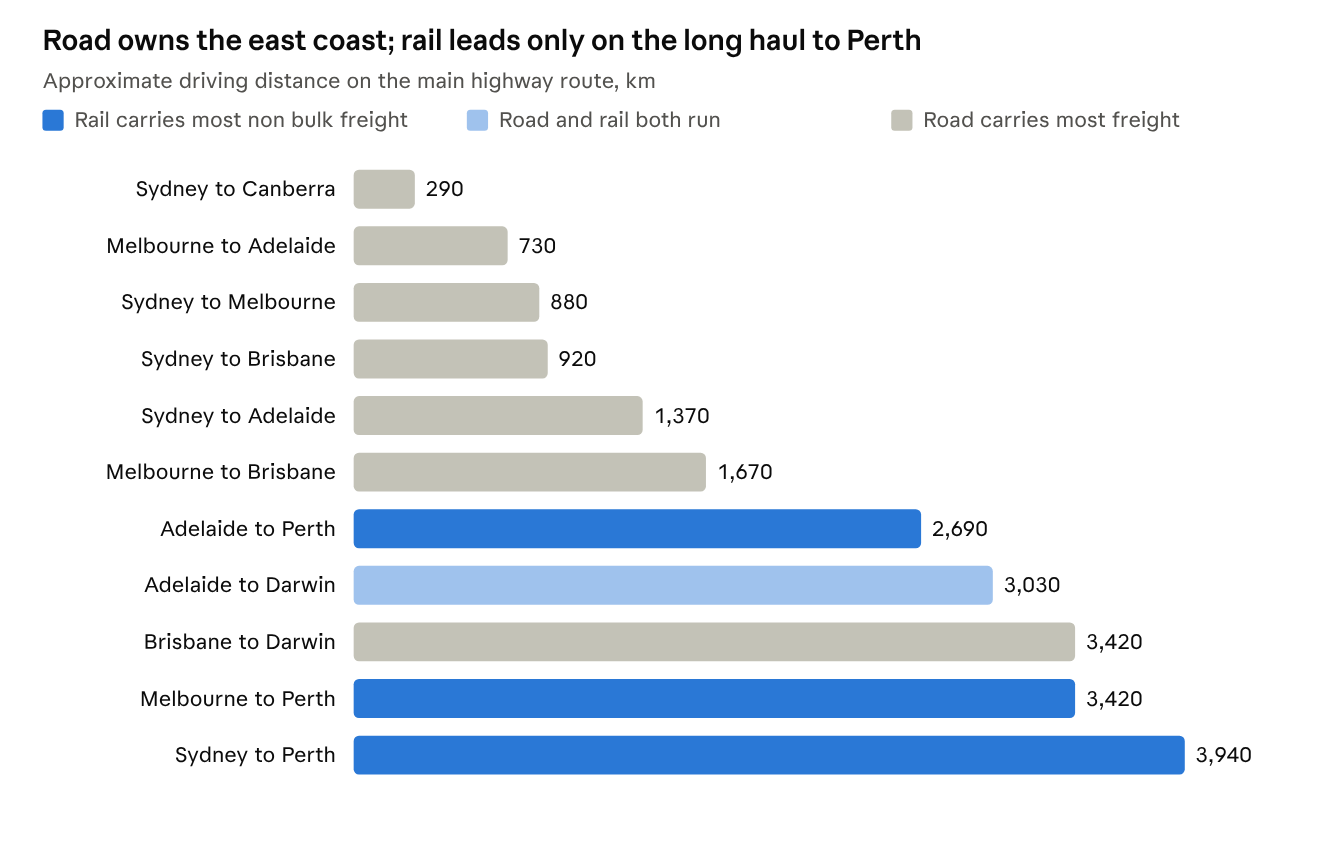 Road owns the east coast; rail leads only on the long haul to Perth
Approximate driving distance on the main highway route, km
Rail carries most non bulk freight
Road and rail both run
Road carries most freight
Sydney to Canberra 290
Melbourne to Adelaide 730
Sydney to Melbourne 880
Sydney to Brisbane 920
Sydney to Adelaide 1,370
Melbourne to Brisbane 1,670
Adelaide to Perth 2,690
Adelaide to Darwin 3,030
Brisbane to Darwin 3,420
Melbourne to Perth 3,420
Sydney to Perth 3,940